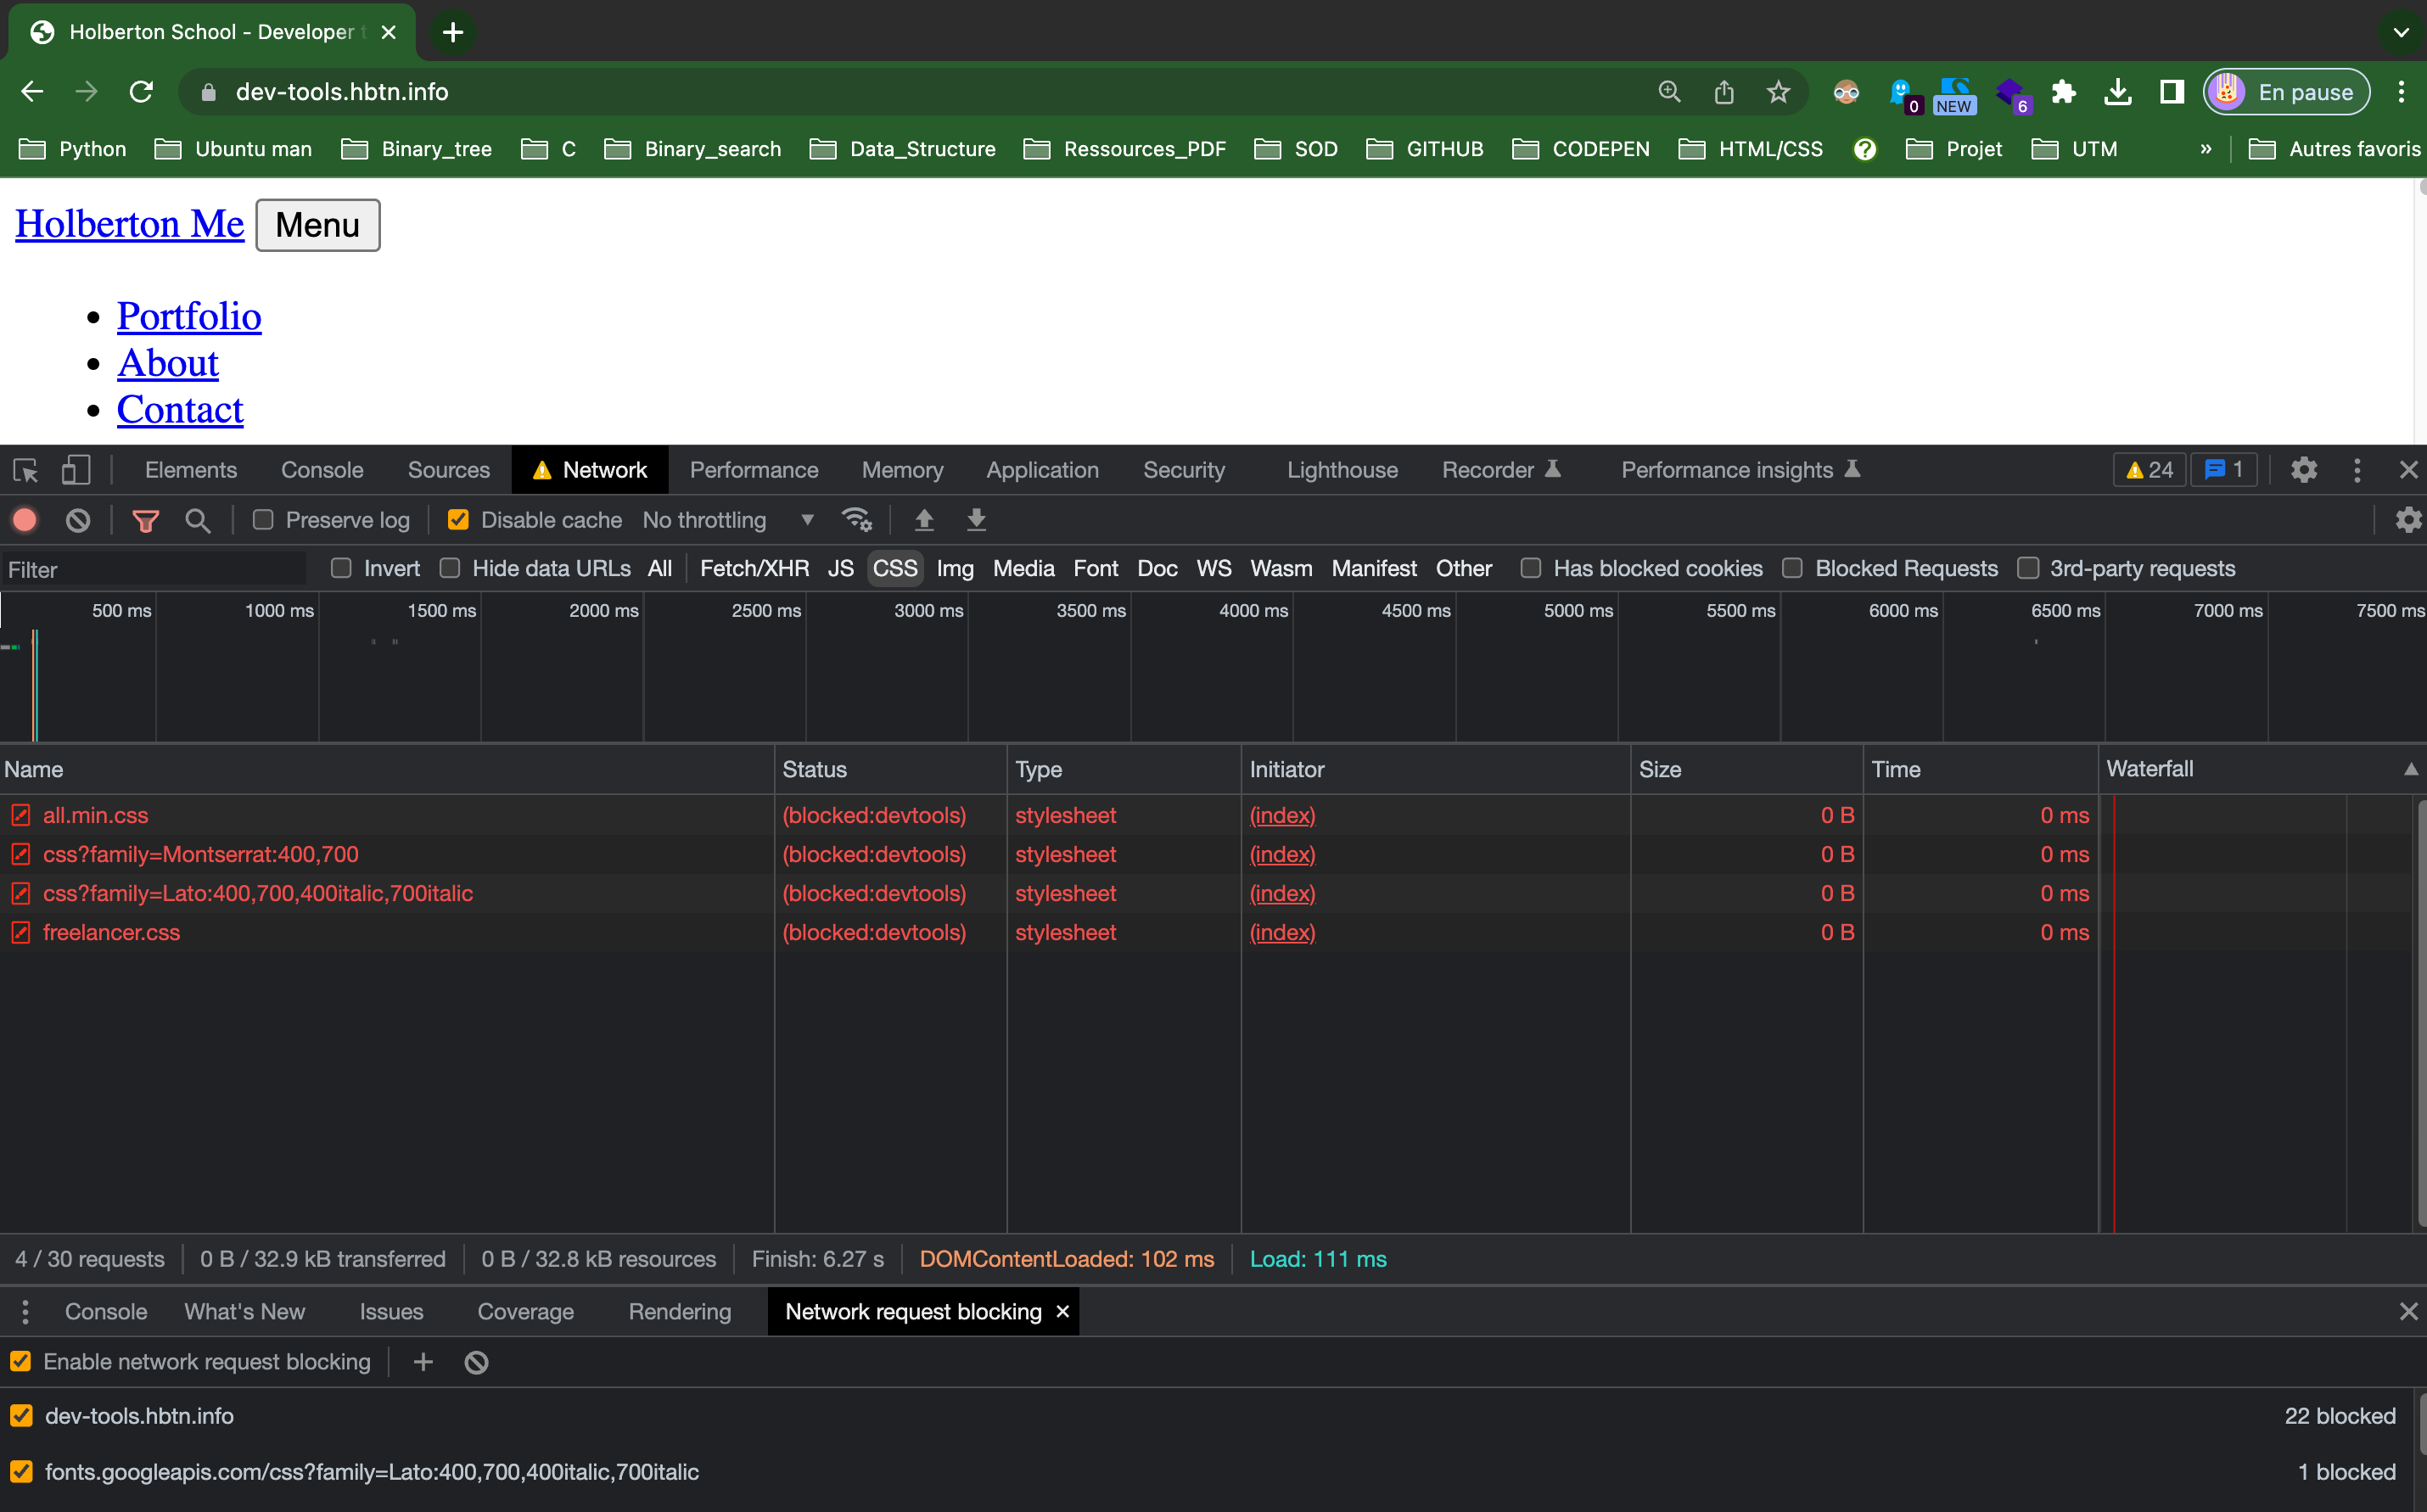 Holberton School - Developer t
dev-tools.hbtn.info
0 NEW 6 En pause
Python Ubuntu man Binary_tree C Binary_search Data_Structure Ressources_PDF SOD GITHUB CODEPEN HTML/CSS Projet UTM » Autres favoris
Holberton Me Menu
Portfolio
About
Contact
Elements Console Sources Network Performance Memory Application Security Lighthouse Recorder Performance insights 24 1
Preserve log Disable cache No throttling
Filter Invert Hide data URLs All Fetch/XHR JS CSS Img Media Font Doc WS Wasm Manifest Other Has blocked cookies Blocked Requests 3rd-party requests
500 ms 1000 ms 1500 ms 2000 ms 2500 ms 3000 ms 3500 ms 4000 ms 4500 ms 5000 ms 5500 ms 6000 ms 6500 ms 7000 ms 7500 ms
Name Status Type Initiator Size Time Waterfall
all.min.css (blocked:devtools) stylesheet (index) 0 B 0 ms
css?family=Montserrat:400,700 (blocked:devtools) stylesheet (index) 0 B 0 ms
css?family=Lato:400,700,400italic,700italic (blocked:devtools) stylesheet (index) 0 B 0 ms
freelancer.css (blocked:devtools) stylesheet (index) 0 B 0 ms
4 / 30 requests 0 B / 32.9 kB transferred 0 B / 32.8 kB resources Finish: 6.27 s DOMContentLoaded: 102 ms Load: 111 ms
Console What's New Issues Coverage Rendering Network request blocking
Enable network request blocking
dev-tools.hbtn.info 22 blocked
fonts.googleapis.com/css?family=Lato:400,700,400italic,700italic 1 blocked